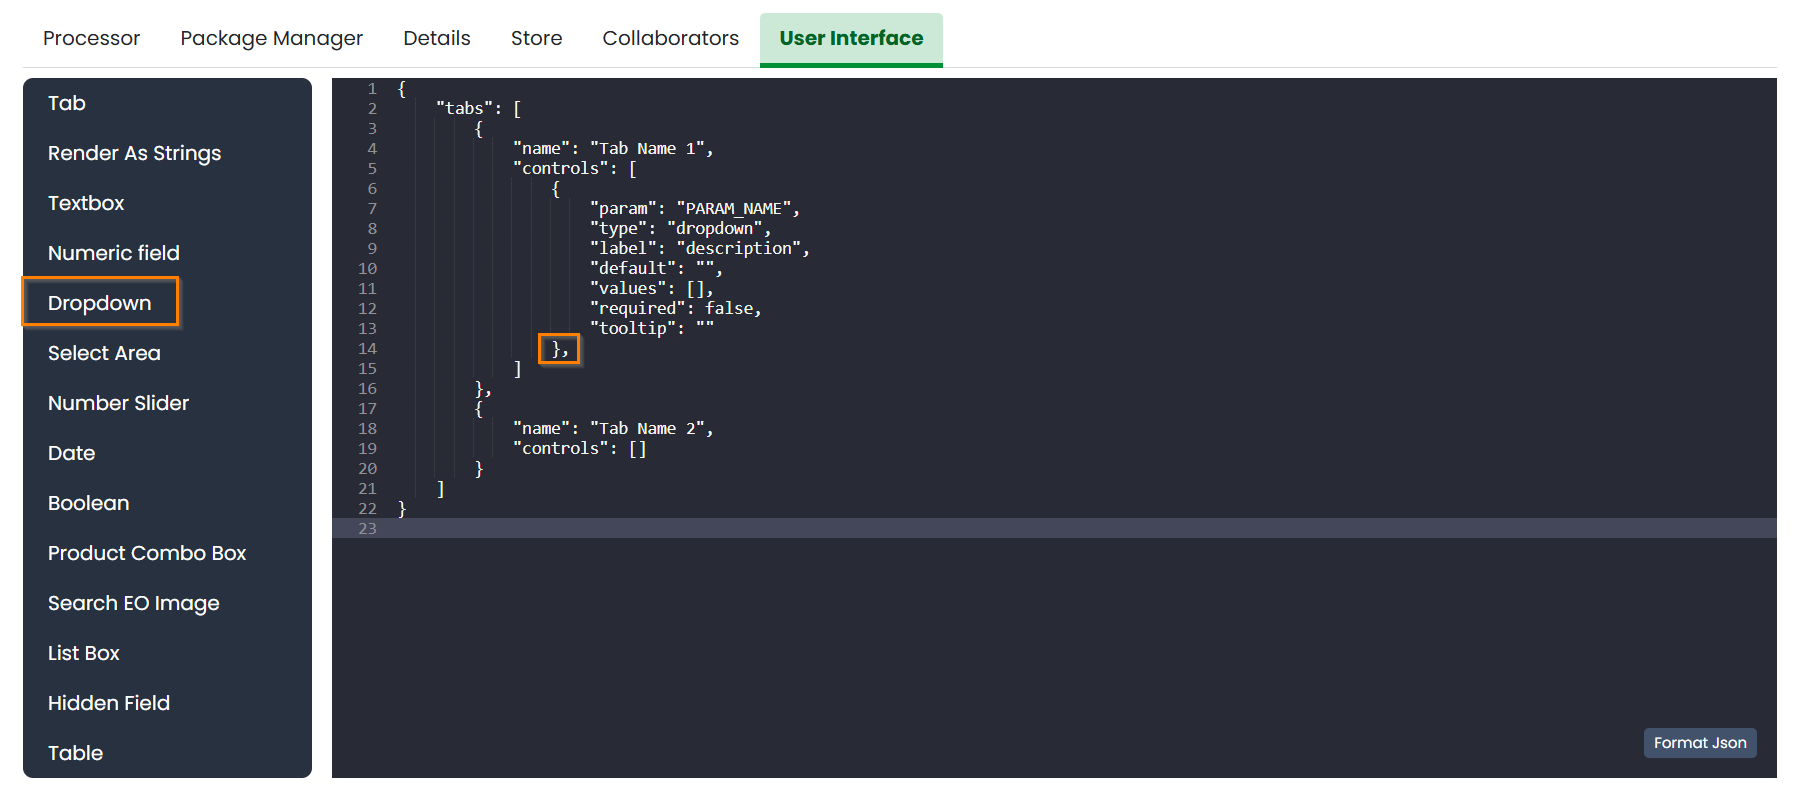 Processor Package Manager Details Store Collaborators User Interface
Tab
Render As Strings
Textbox
Numeric field
Dropdown
Select Area
Number Slider
Date
Boolean
Product Combo Box
Search EO Image
List Box
Hidden Field
Table
1 {
2 "tabs": [
3 {
4 "name": "Tab Name 1",
5 "controls": [
6 {
7 "param": "PARAM_NAME",
8 "type": "dropdown",
9 "label": "description",
10 "default": "",
11 "values": [],
12 "required": false,
13 "tooltip": ""
14 },
15 ]
16 },
17 {
18 "name": "Tab Name 2",
19 "controls": []
20 }
21 ]
22 }
23
Format Json